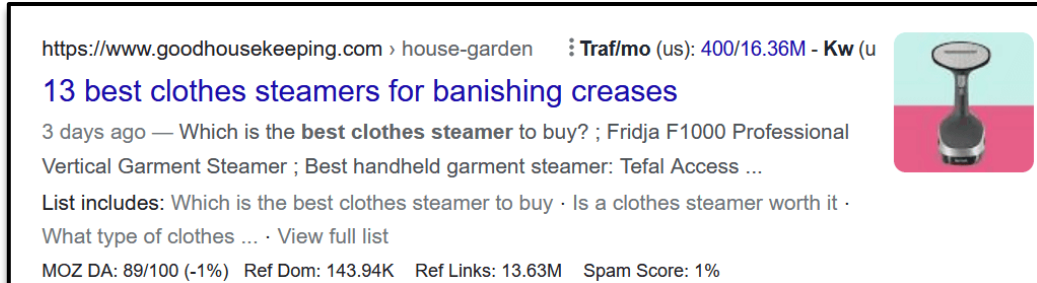 https://www.goodhousekeeping.com › house-garden ⋮ Traf/mo (us): 400/16.36M - Kw (u
13 best clothes steamers for banishing creases
3 days ago — Which is the best clothes steamer to buy? ; Fridja F1000 Professional
Vertical Garment Steamer ; Best handheld garment steamer: Tefal Access ...
List includes: Which is the best clothes steamer to buy · Is a clothes steamer worth it ·
What type of clothes ... · View full list
MOZ DA: 89/100 (-1%) Ref Dom: 143.94K Ref Links: 13.63M Spam Score: 1%